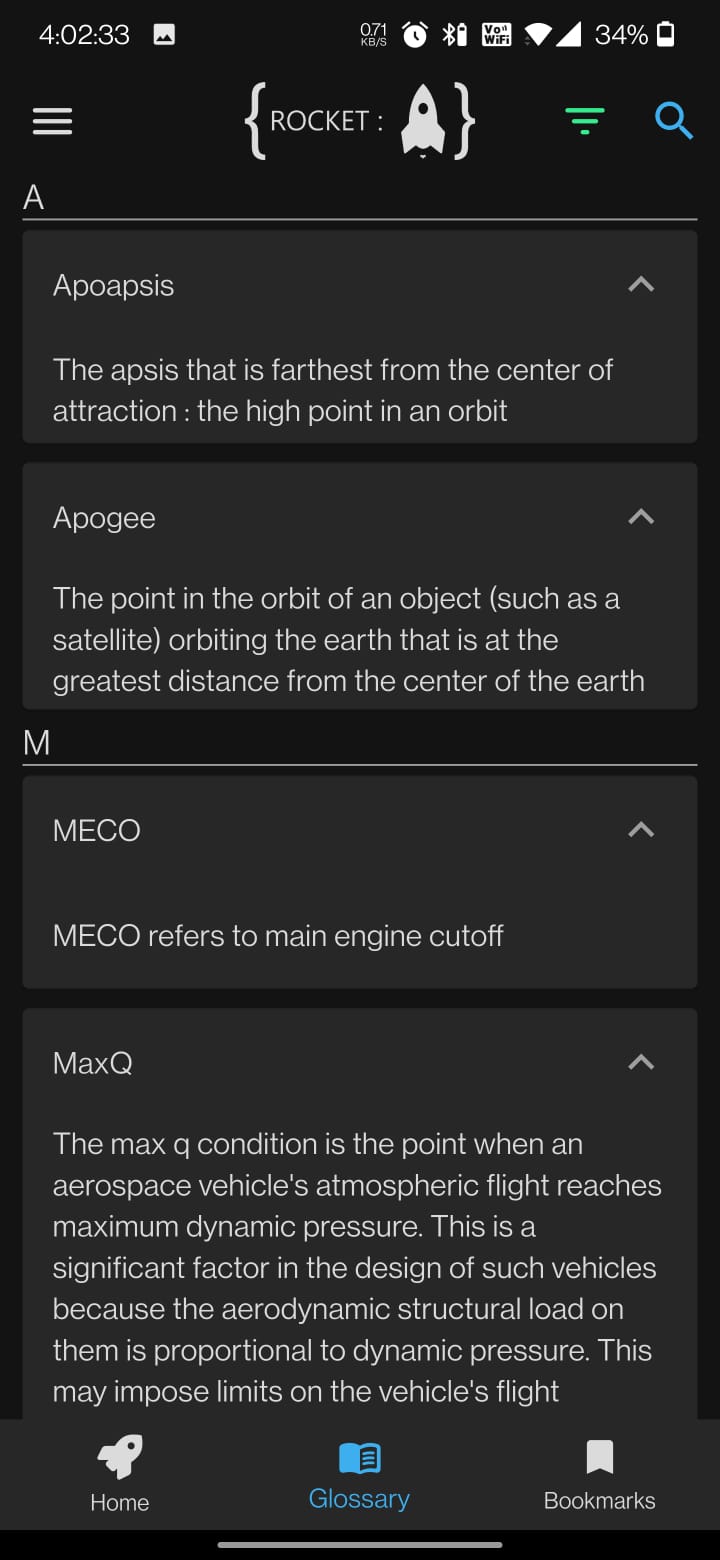 4:02:33 0.71 KB/S Vo)) WiFi 34%
{ ROCKET : }
A
Apoapsis
The apsis that is farthest from the center of
attraction : the high point in an orbit
Apogee
The point in the orbit of an object (such as a
satellite) orbiting the earth that is at the
greatest distance from the center of the earth
M
MECO
MECO refers to main engine cutoff
MaxQ
The max q condition is the point when an
aerospace vehicle's atmospheric flight reaches
maximum dynamic pressure. This is a
significant factor in the design of such vehicles
because the aerodynamic structural load on
them is proportional to dynamic pressure. This
may impose limits on the vehicle's flight
Home Glossary Bookmarks